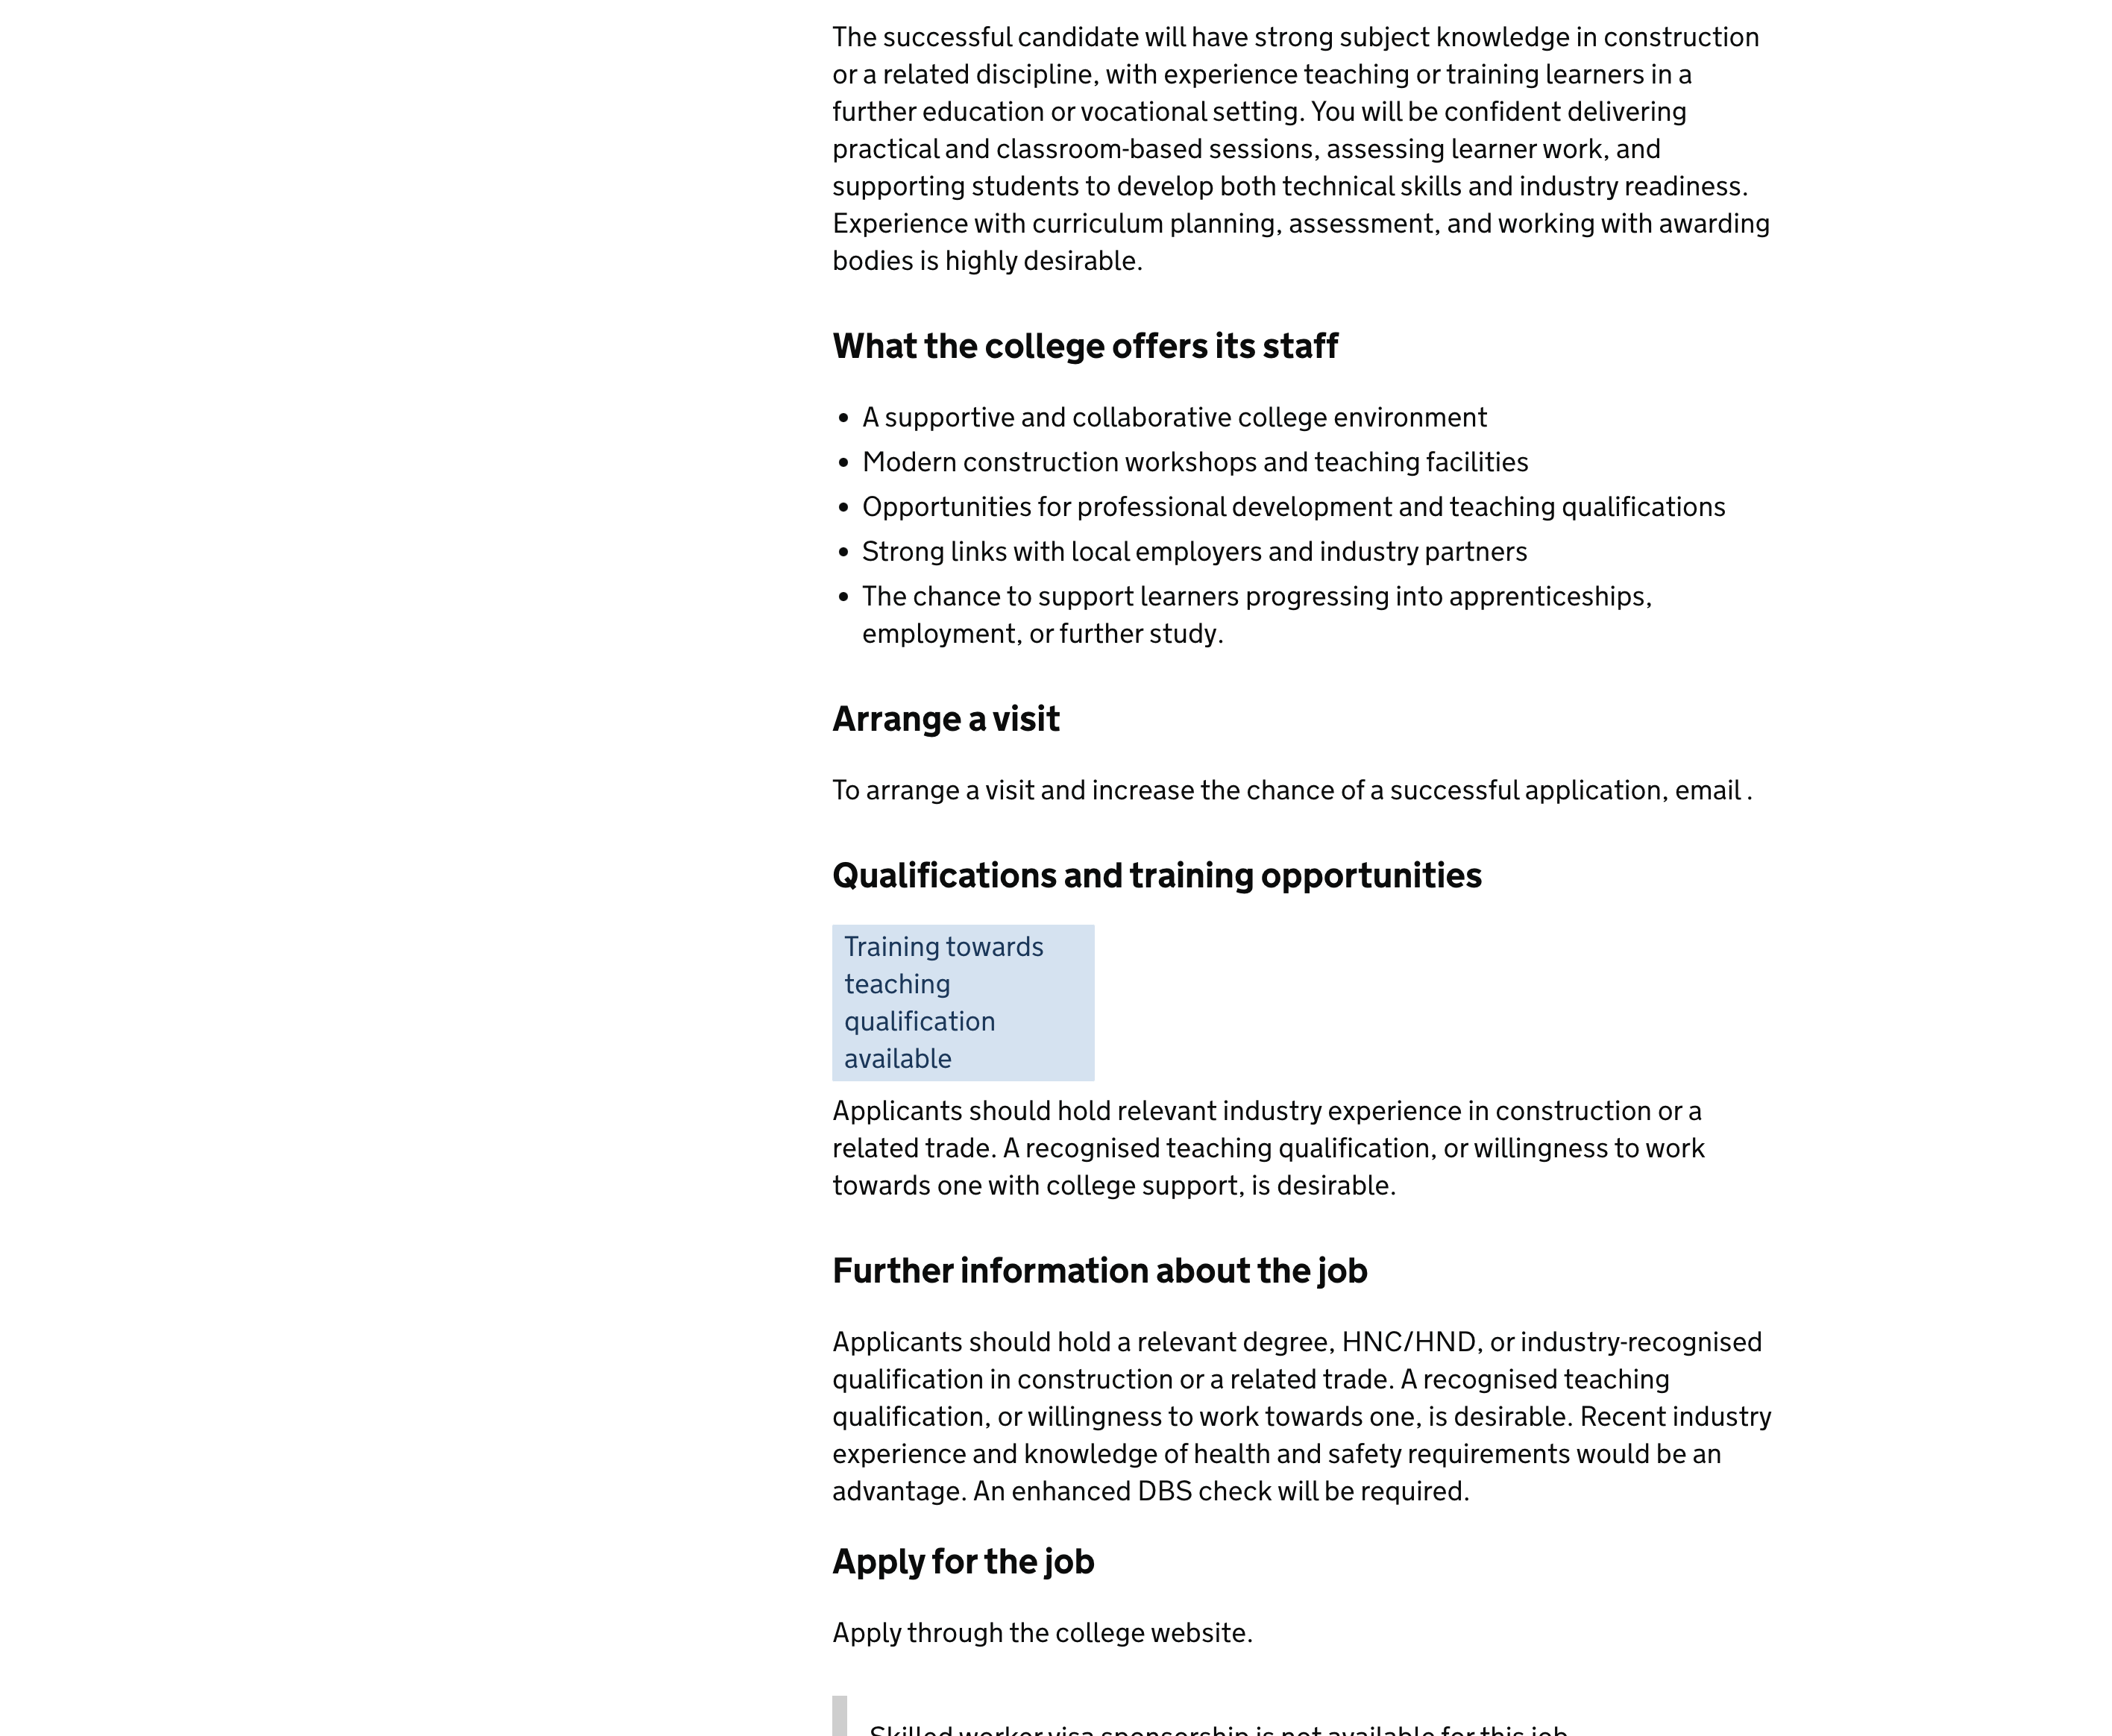 The successful candidate will have strong subject knowledge in construction
or a related discipline, with experience teaching or training learners in a
further education or vocational setting. You will be confident delivering
practical and classroom-based sessions, assessing learner work, and
supporting students to develop both technical skills and industry readiness.
Experience with curriculum planning, assessment, and working with awarding
bodies is highly desirable.
What the college offers its staff
• A supportive and collaborative college environment
• Modern construction workshops and teaching facilities
• Opportunities for professional development and teaching qualifications
• Strong links with local employers and industry partners
• The chance to support learners progressing into apprenticeships,
employment, or further study.
Arrange a visit
To arrange a visit and increase the chance of a successful application, email .
Qualifications and training opportunities
Training towards
teaching
qualification
available
Applicants should hold relevant industry experience in construction or a
related trade. A recognised teaching qualification, or willingness to work
towards one with college support, is desirable.
Further information about the job
Applicants should hold a relevant degree, HNC/HND, or industry-recognised
qualification in construction or a related trade. A recognised teaching
qualification, or willingness to work towards one, is desirable. Recent industry
experience and knowledge of health and safety requirements would be an
advantage. An enhanced DBS check will be required.
Apply for the job
Apply through the college website.
Skilled worker visa sponsorship is not available for this job